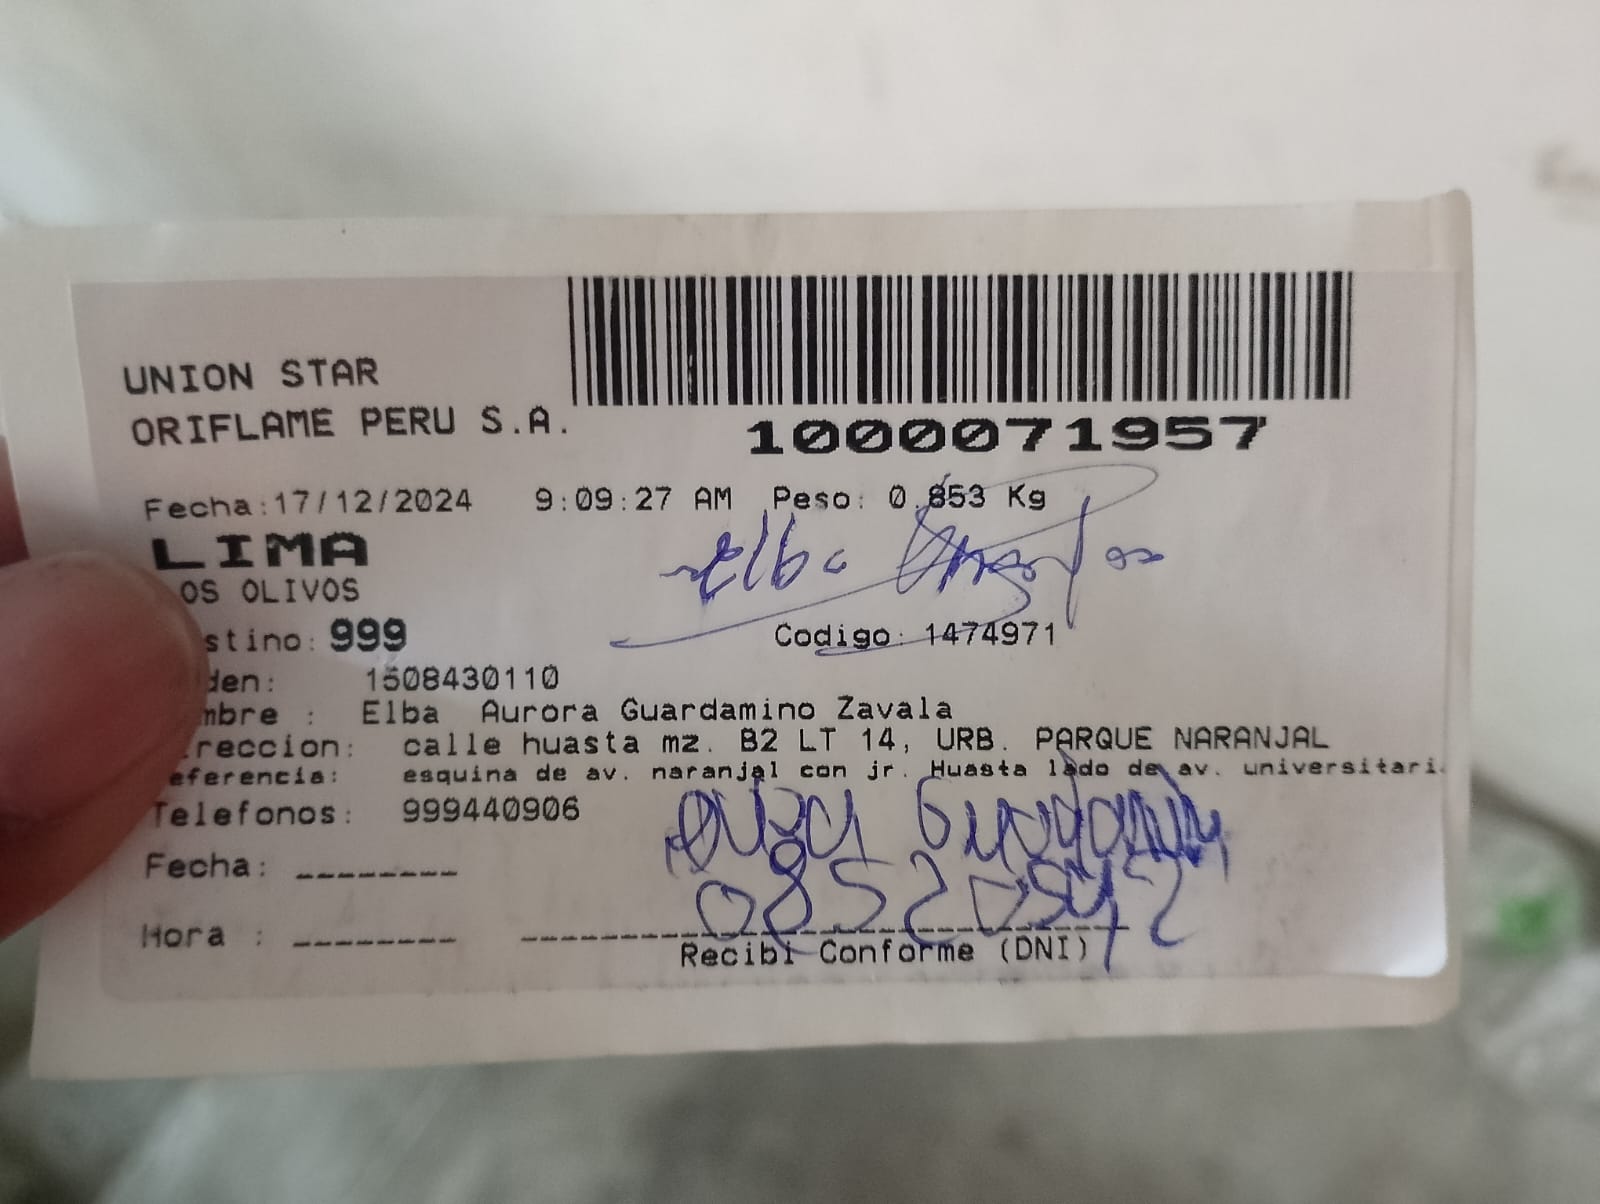 UNION STAR
ORIFLAME PERU S.A.
1000071957
Fecha:17/12/2024 9:09:27 AM Peso: 0.853 Kg
LIMA
OS OLIVOS
stino: 999 Codigo: 1474971
den: 1508430110
mbre : Elba Aurora Guardamino Zavala
reccion: calle huasta mz. B2 LT 14, URB. PARQUE NARANJAL
eferencia: esquina de av. naranjal con jr. Huasta lado de av. universitari
Telefonos: 999440906
Fecha: --------
Hora : --------
Recibi Conforme (DNI)